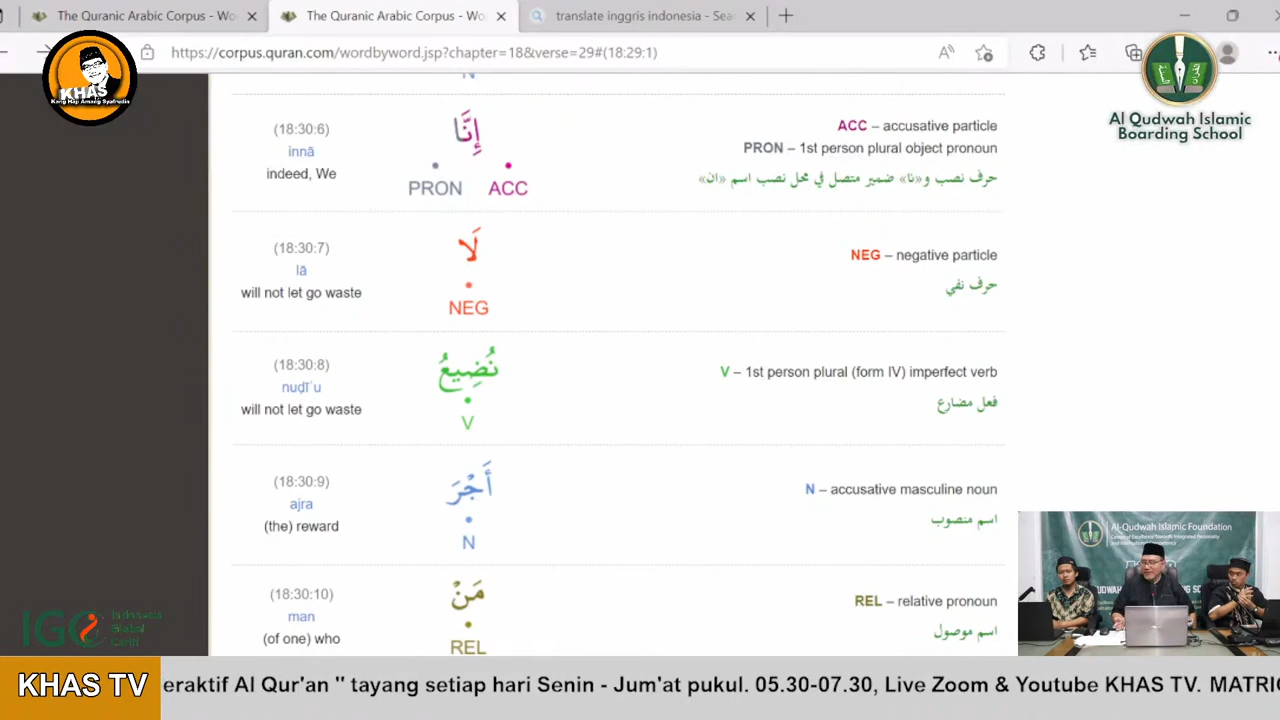 The Quranic Arabic Corpus - Wo
The Quranic Arabic Corpus - Wo
translate inggris indonesia - Sear
https://corpus.quran.com/wordbyword.jsp?chapter=18&verse=29#(18:29:1)
KHAS
Kang Haji Amang Syafrudin
Al Qudwah Islamic
Boarding School
N
(18:30:6)
innā
indeed, We
إِنَّا
PRON ACC
ACC – accusative particle
PRON – 1st person plural object pronoun
حرف نصب و«نا» ضمير متصل في محل نصب اسم «ان»
(18:30:7)
lā
will not let go waste
لَا
NEG
NEG – negative particle
حرف نفي
(18:30:8)
nuḍīʿu
will not let go waste
نُضِيعُ
V
V – 1st person plural (form IV) imperfect verb
فعل مضارع
(18:30:9)
ajra
(the) reward
أَجْرَ
N
N – accusative masculine noun
اسم منصوب
(18:30:10)
man
(of one) who
مَنْ
REL
REL – relative pronoun
اسم موصول
Al-Qudwah Islamic Foundation
IGC Indonesia
Global
KHAS TV
eraktif Al Qur'an " tayang setiap hari Senin - Jum'at pukul. 05.30-07.30, Live Zoom & Youtube KHAS TV. MATRIC